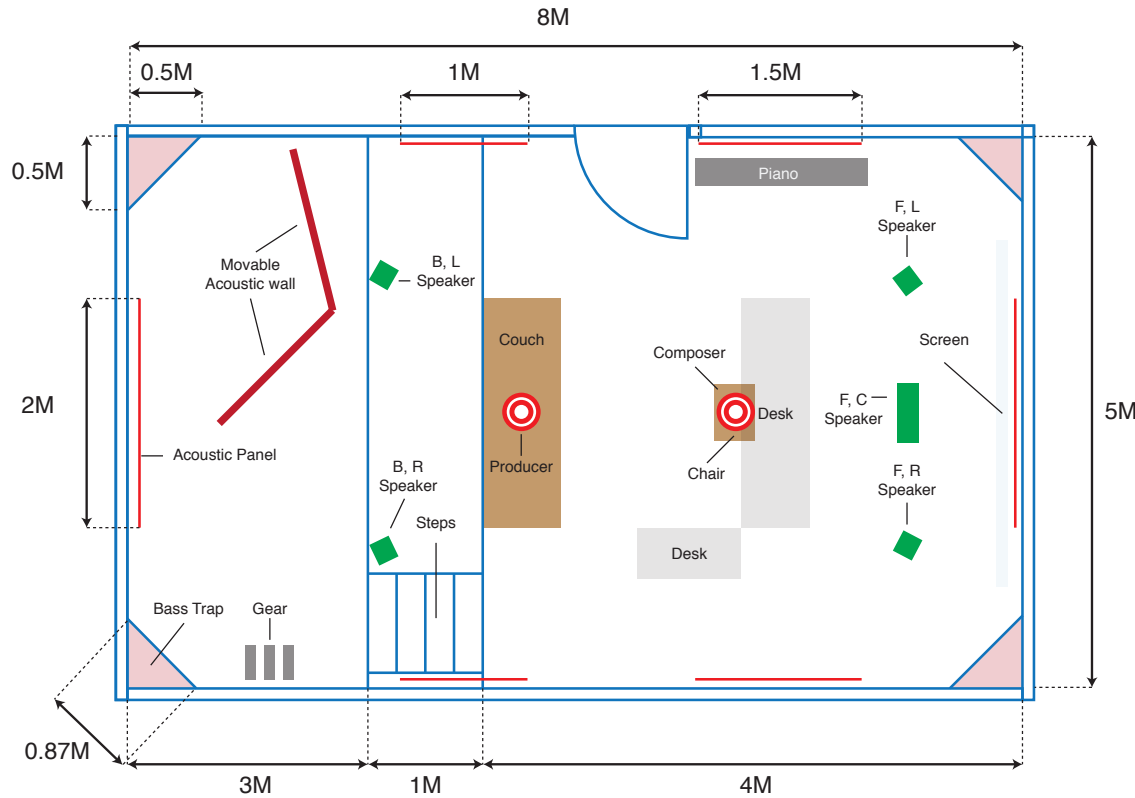 8M
0.5M
1M
1.5M
0.5M
Piano
F, L
Speaker
Movable
Acoustic wall
B, L
Speaker
Couch
Composer
Screen
2M
F, C
Speaker
Desk
5M
Acoustic Panel
B, R
Speaker
Producer
Chair
F, R
Speaker
Steps
Desk
Bass Trap
Gear
0.87M
3M
1M
4M